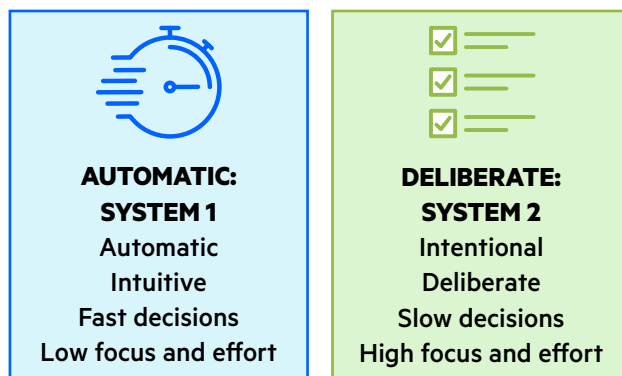 AUTOMATIC:
SYSTEM 1
Automatic
Intuitive
Fast decisions
Low focus and effort
DELIBERATE:
SYSTEM 2
Intentional
Deliberate
Slow decisions
High focus and effort